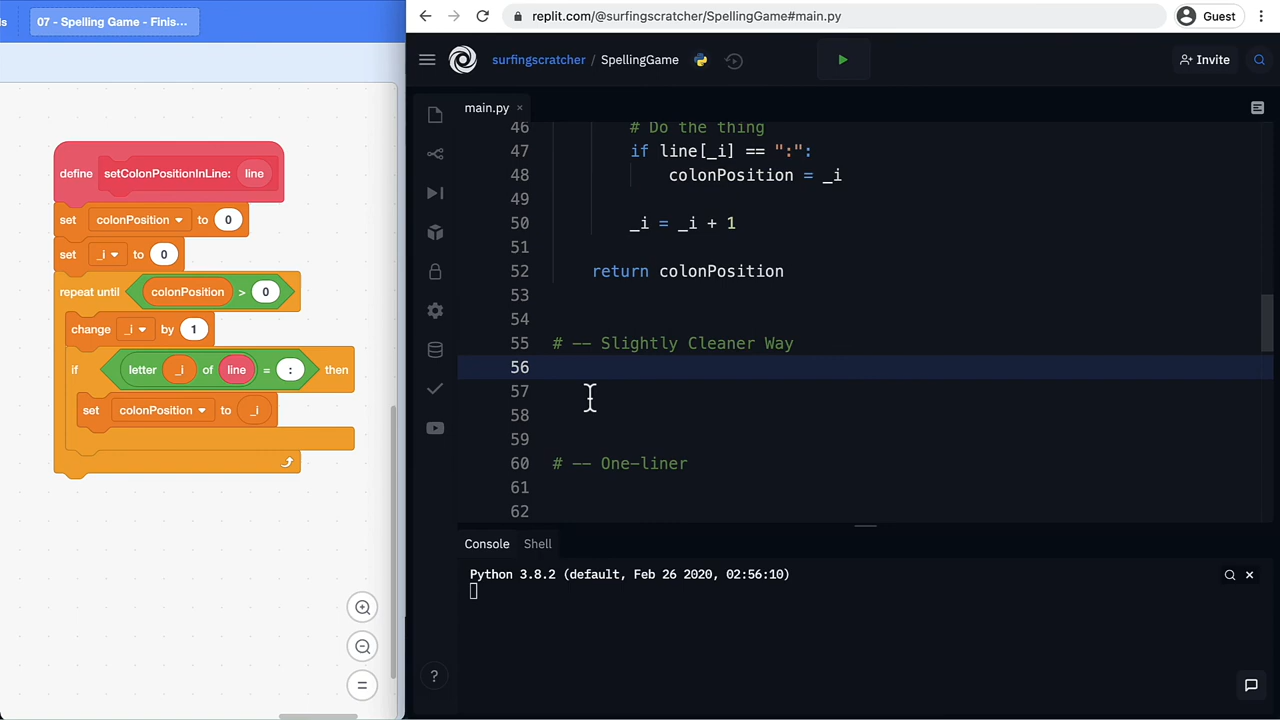 s
07 - Spelling Game - Finis...
replit.com/@surfingscratcher/SpellingGame#main.py
Guest
surfingscratcher / SpellingGame
Invite
main.py ×
46 # Do the thing
47 if line[_i] == ":":
48 colonPosition = _i
49
50 _i = _i + 1
51
52 return colonPosition
53
54
55 # -- Slightly Cleaner Way
56
57
58
59
60 # -- One-liner
61
62
define setColonPositionInLine: line
set colonPosition to 0
set _i to 0
repeat until colonPosition > 0
change _i by 1
if letter _i of line = : then
set colonPosition to _i
Console Shell
Python 3.8.2 (default, Feb 26 2020, 02:56:10)
?